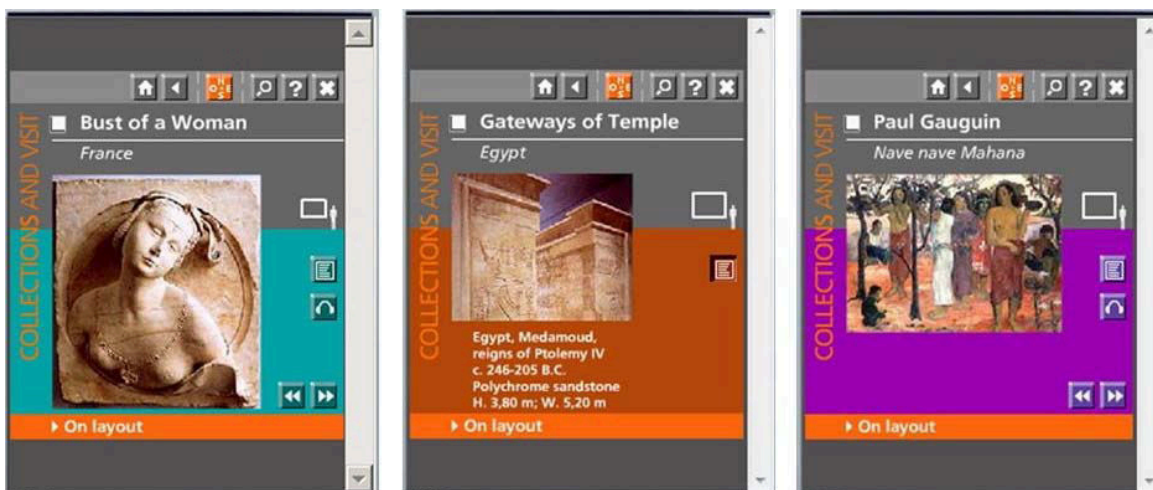 COLLECTIONS AND VISIT
N
O E
S
?
Bust of a Woman
France
On layout
COLLECTIONS AND VISIT
N
O E
S
?
Gateways of Temple
Egypt
Egypt, Medamoud,
reigns of Ptolemy IV
c. 246-205 B.C.
Polychrome sandstone
H. 3,80 m; W. 5,20 m
On layout
COLLECTIONS AND VISIT
N
O E
S
?
Paul Gauguin
Nave nave Mahana
On layout